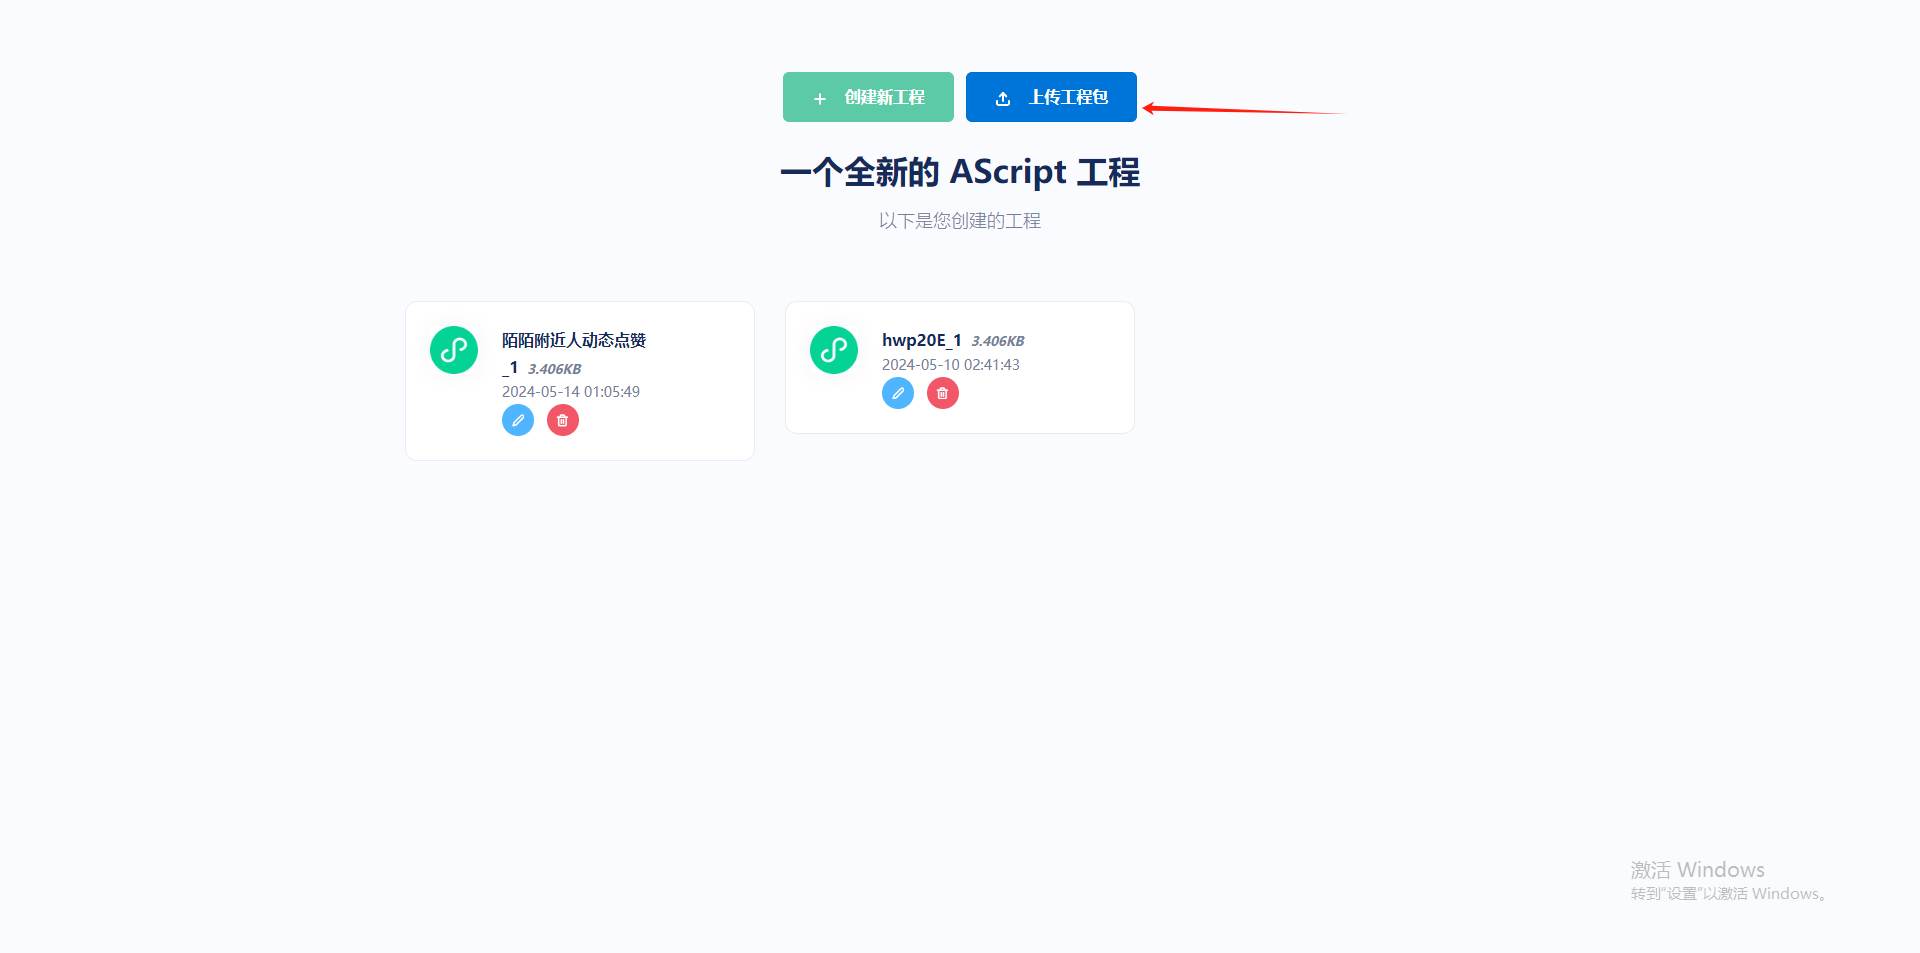 创建新工程
上传工程包
一个全新的 AScript 工程
以下是您创建的工程
陌陌附近人动态点赞
_1 3.406KB
2024-05-14 01:05:49
hwp20E_1 3.406KB
2024-05-10 02:41:43
激活 Windows
转到“设置”以激活 Windows。